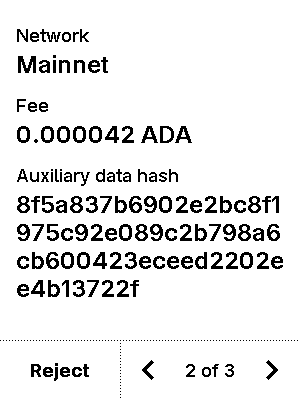 Network
Mainnet
Fee
0.000042 ADA
Auxiliary data hash
8f5a837b6902e2bc8f1
975c92e089c2b798a6
cb600423eceed2202e
e4b13722f
Reject
2 of 3